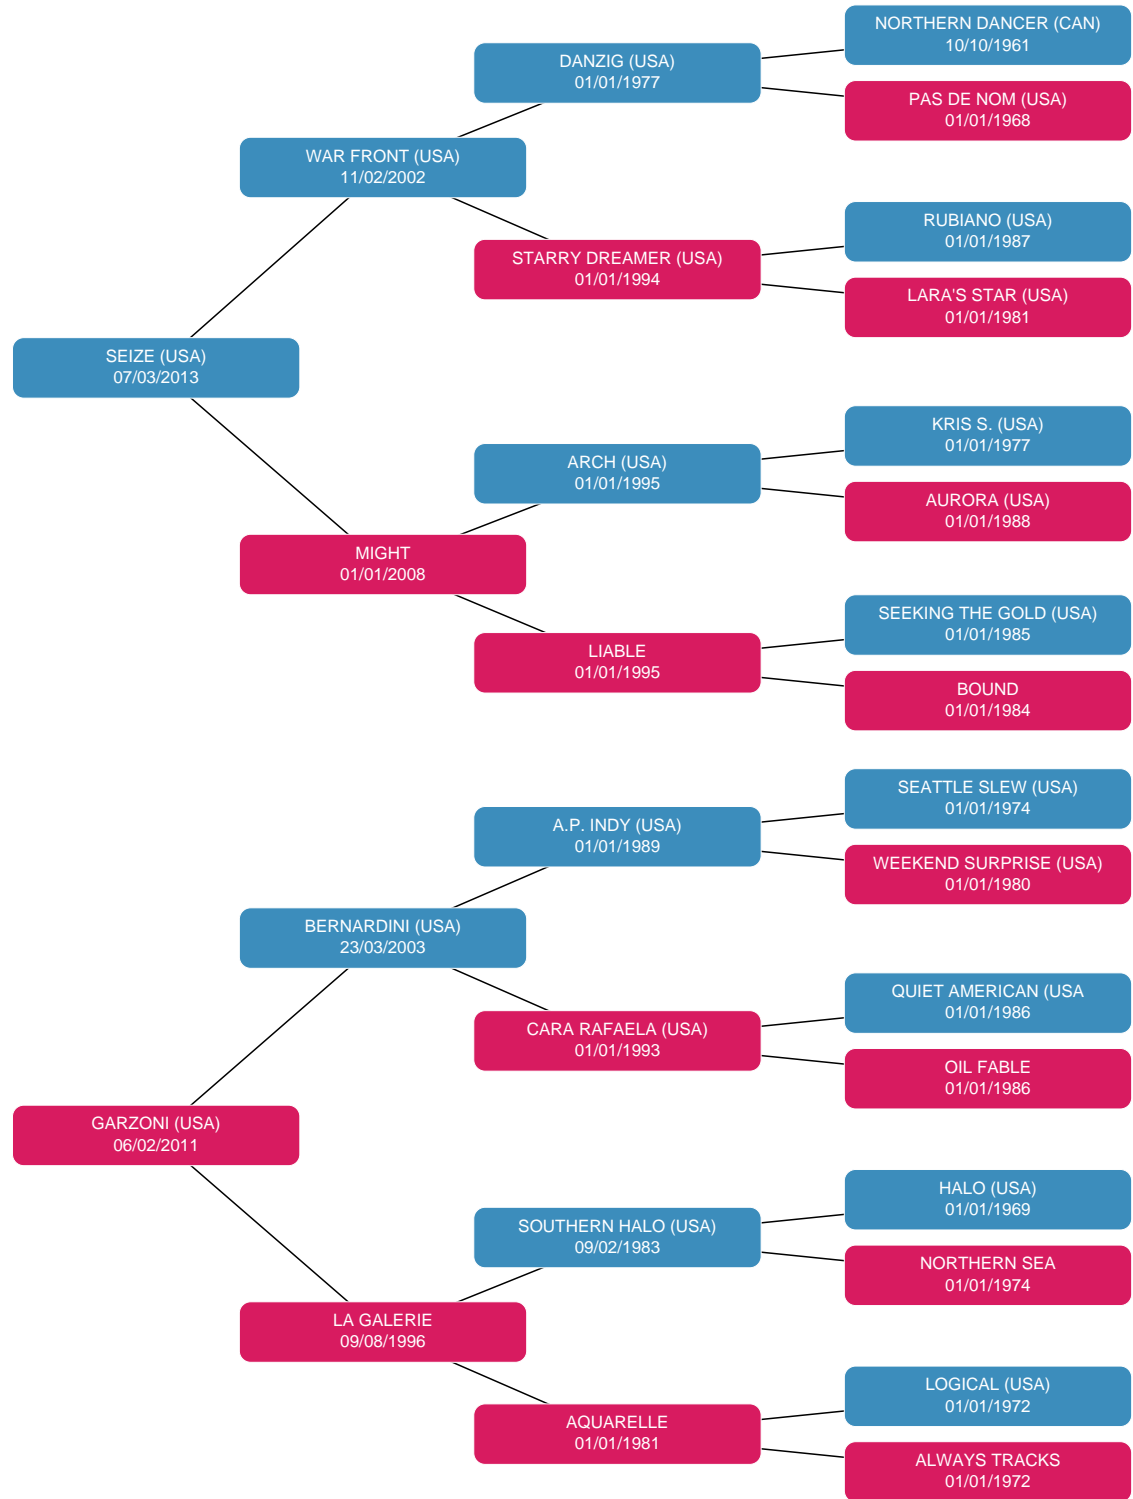 NORTHERN DANCER (CAN)
10/10/1961
DANZIG (USA)
01/01/1977
PAS DE NOM (USA)
01/01/1968
WAR FRONT (USA)
11/02/2002
RUBIANO (USA)
01/01/1987
STARRY DREAMER (USA)
01/01/1994
LARA'S STAR (USA)
01/01/1981
SEIZE (USA)
07/03/2013
KRIS S. (USA)
01/01/1977
ARCH (USA)
01/01/1995
AURORA (USA)
01/01/1988
MIGHT
01/01/2008
SEEKING THE GOLD (USA)
01/01/1985
LIABLE
01/01/1995
BOUND
01/01/1984
SEATTLE SLEW (USA)
01/01/1974
A.P. INDY (USA)
01/01/1989
WEEKEND SURPRISE (USA)
01/01/1980
BERNARDINI (USA)
23/03/2003
QUIET AMERICAN (USA
01/01/1986
CARA RAFAELA (USA)
01/01/1993
OIL FABLE
01/01/1986
GARZONI (USA)
06/02/2011
HALO (USA)
01/01/1969
SOUTHERN HALO (USA)
09/02/1983
NORTHERN SEA
01/01/1974
LA GALERIE
09/08/1996
LOGICAL (USA)
01/01/1972
AQUARELLE
01/01/1981
ALWAYS TRACKS
01/01/1972